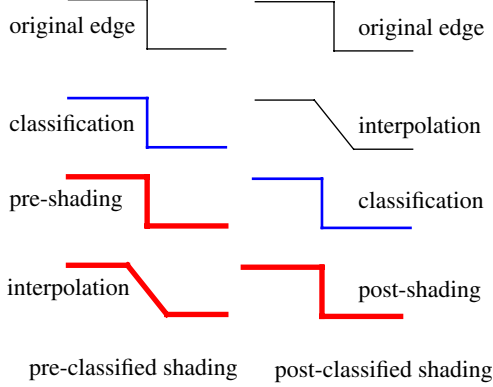 original edge
original edge
classification
interpolation
pre-shading
classification
interpolation
post-shading
pre-classified shading
post-classified shading